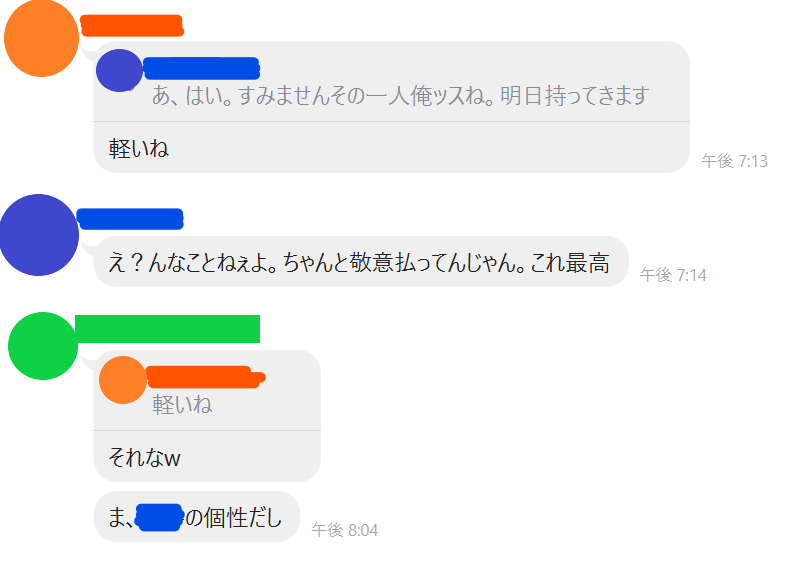 あ、はい。すみませんその一人俺ッスね。明日持ってきます
軽いね
午後 7:13
え？んなことねぇよ。ちゃんと敬意払ってんじゃん。これ最高
午後 7:14
軽いね
それなw
ま、の個性だし
午後 8:04